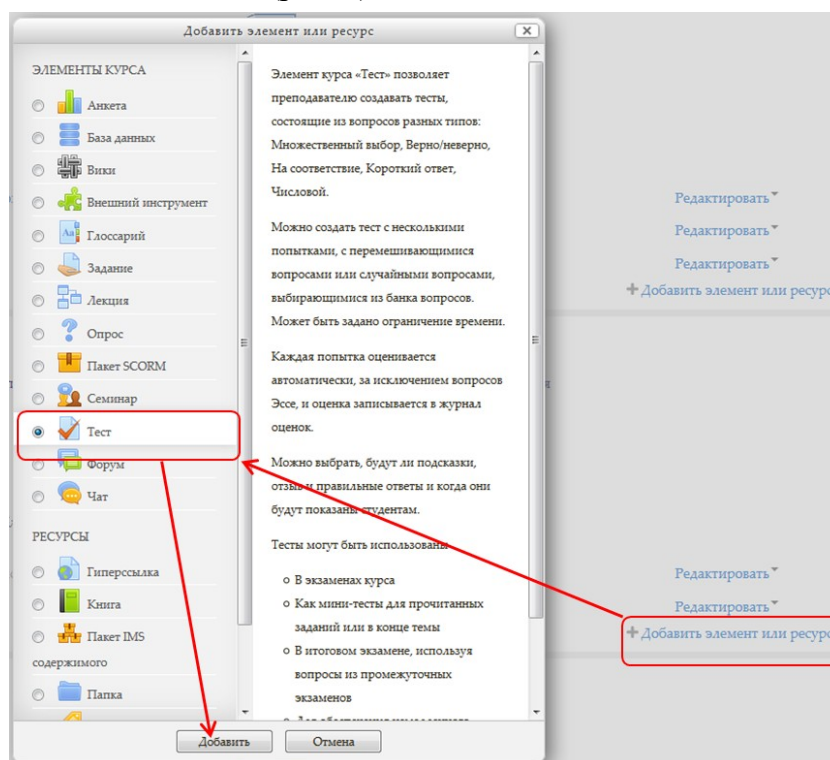 Добавить элемент или ресурс
ЭЛЕМЕНТЫ КУРСА
Анкета
База данных
Вики
Внешний инструмент
Глоссарий
Задание
Лекция
Опрос
Пакет SCORM
Семинар
Тест
Форум
Чат
РЕСУРСЫ
Гиперссылка
Книга
Пакет IMS
содержимого
Папка
Элемент курса «Тест» позволяет
преподавателю создавать тесты,
состоящие из вопросов разных типов:
Множественный выбор, Верно/неверно,
На соответствие, Короткий ответ,
Числовой.
Можно создать тест с несколькими
попытками, с перемешивающимися
вопросами или случайными вопросами,
выбирающимися из банка вопросов.
Может быть задано ограничение времени.
Каждая попытка оценивается
автоматически, за исключением вопросов
Эссе, и оценка записывается в журнал
оценок.
Можно выбрать, будут ли подсказки,
отзыв и правильные ответы и когда они
будут показаны студентам.
Тесты могут быть использованы
В экзаменах курса
Как мини-тесты для прочитанных
заданий или в конце темы
В итоговом экзамене, используя
вопросы из промежуточных
экзаменов
Добавить
Отмена
Редактировать
Редактировать
Редактировать
Добавить элемент или ресурс
Редактировать
Редактировать
Добавить элемент или ресурс